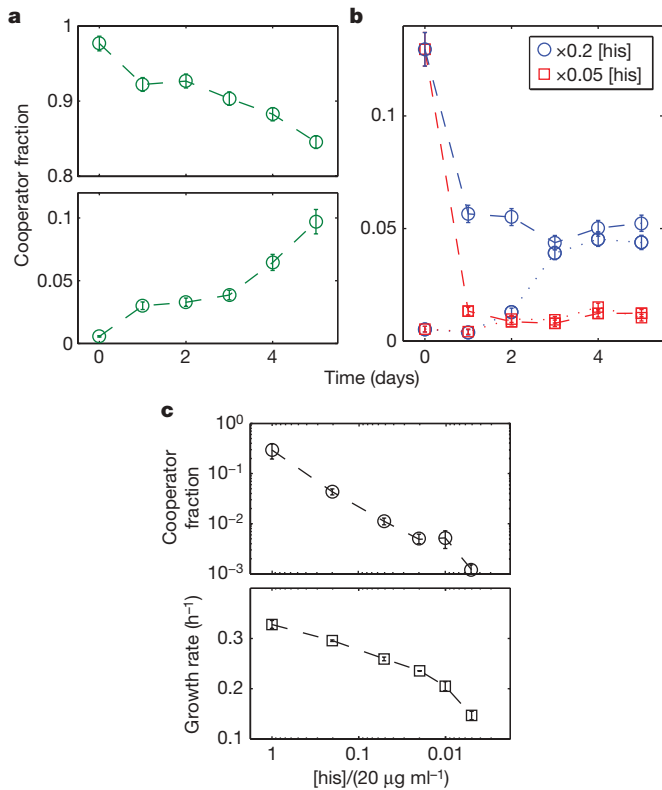 a
b
1
0.9
0.8
0.1
0.05
0
Cooperator fraction
0
2
4
0.1
0.05
0
0
2
4
×0.2 [his]
×0.05 [his]
Time (days)
c
10⁰
10⁻¹
10⁻²
10⁻³
Cooperator
fraction
0.3
0.2
0.1
Growth rate (h⁻¹)
1
0.1
0.01
[his]/(20 μg ml⁻¹)